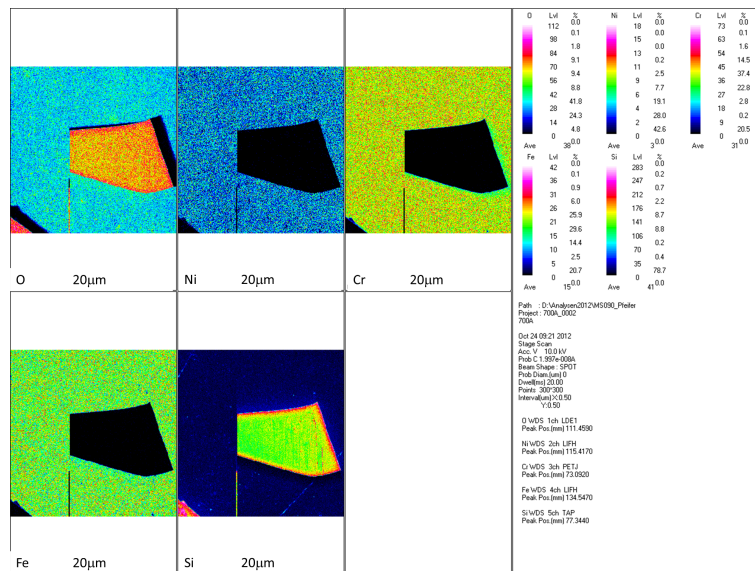 O Lvl % Ni Lvl % Cr Lvl %
112 0.0 18 0.0 73 0.0
98 0.1 15 0.0 63 0.1
84 1.8 13 0.0 54 1.6
70 9.1 11 0.2 45 14.5
56 9.4 9 2.5 36 37.4
42 8.8 6 7.5 27 22.8
28 41.8 4 19.1 18 2.8
14 24.3 2 28.0 9 0.2
0 4.8 0 42.6 0 20.5
Ave 38 0.0 Ave 3 0.0 Ave 31 0.0
Fe Lvl % Si Lvl %
42 0.0 283 0.0
36 0.1 247 0.2
31 0.9 212 0.7
26 6.0 176 2.2
21 25.9 141 8.7
15 29.6 106 8.8
10 14.4 70 0.2
5 2.5 35 0.4
0 20.7 0 78.7
Ave 15 0.0 Ave 41 0.0
O 20μm Ni 20μm Cr 20μm
Path : D:\Analysen2012\MS090_Pfeifer
Project : 700A_0002
700A
Oct 24 09:21 2012
Stage Scan
Acc. V 10.0 kV
Prob C 1.997e-008A
Beam Shape : SPOT
Prob Diam.(um) 0
Dwell(ms) 20.00
Points 300*300
Interval(um) X:0.50
Y:0.50
O WDS 1ch LDE1
Peak Pos.(mm) 111.4590
Ni WDS 2ch LIFH
Peak Pos.(mm) 115.4170
Cr WDS 3ch PETJ
Peak Pos.(mm) 73.0920
Fe WDS 4ch LIFH
Peak Pos.(mm) 134.5470
Si WDS 5ch TAP
Peak Pos.(mm) 77.3440
Fe 20μm Si 20μm